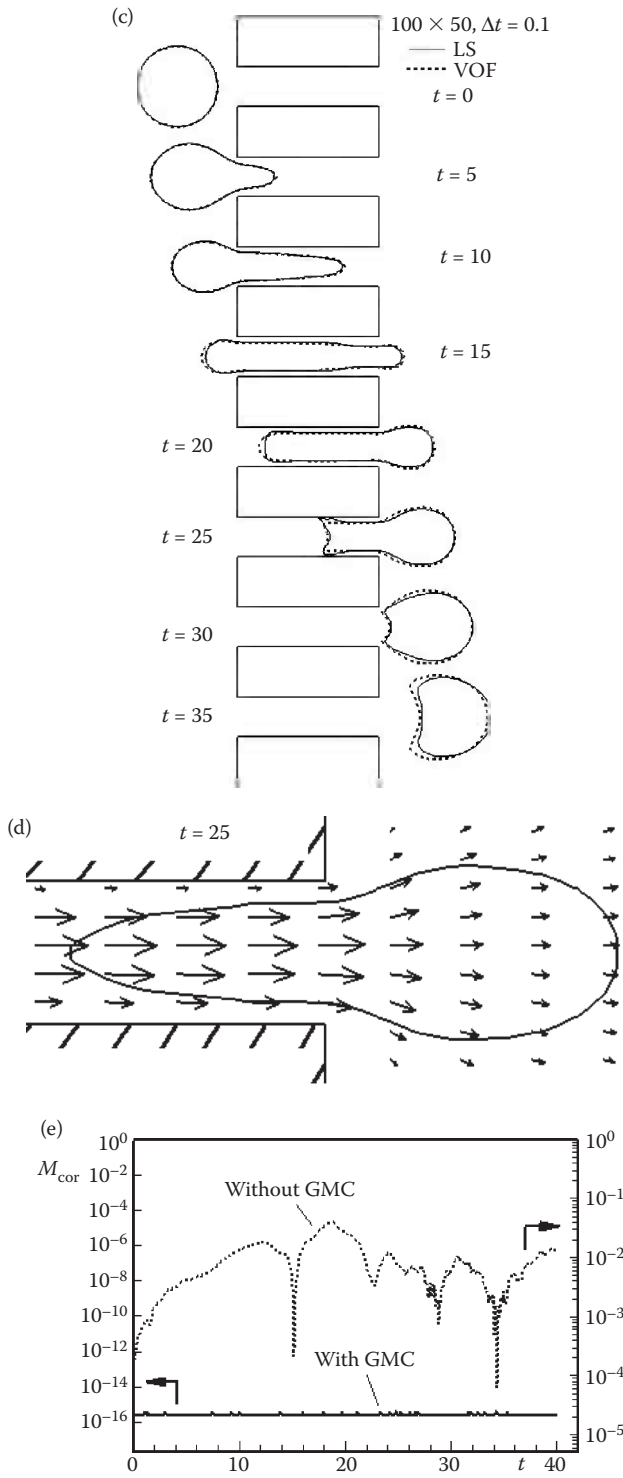 (c)
100 × 50, Δt = 0.1
LS
VOF
t = 0
t = 5
t = 10
t = 15
t = 20
t = 25
t = 30
t = 35
(d)
t = 25
(e)
M_cor
10^0
10^−2
10^−4
10^−6
10^−8
10^−10
10^−12
10^−14
10^−16
Without GMC
With GMC
10^0
10^−1
10^−2
10^−3
10^−4
10^−5
0 10 20 30 t 40